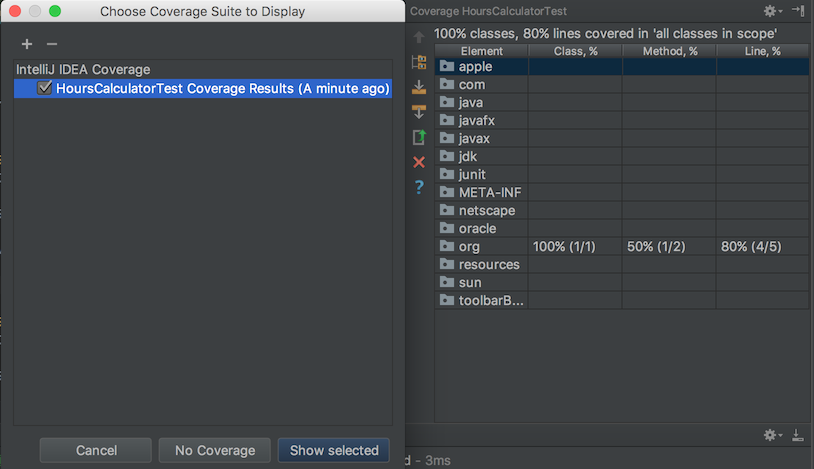 Choose Coverage Suite to Display
IntelliJ IDEA Coverage
HoursCalculatorTest Coverage Results (A minute ago)
Cancel
No Coverage
Show selected
Coverage HoursCalculatorTest
100% classes, 80% lines covered in 'all classes in scope'
Element Class, % Method, % Line, %
apple
com
java
javafx
javax
jdk
junit
META-INF
netscape
oracle
org 100% (1/1) 50% (1/2) 80% (4/5)
resources
sun
toolbarB...
d - 3ms